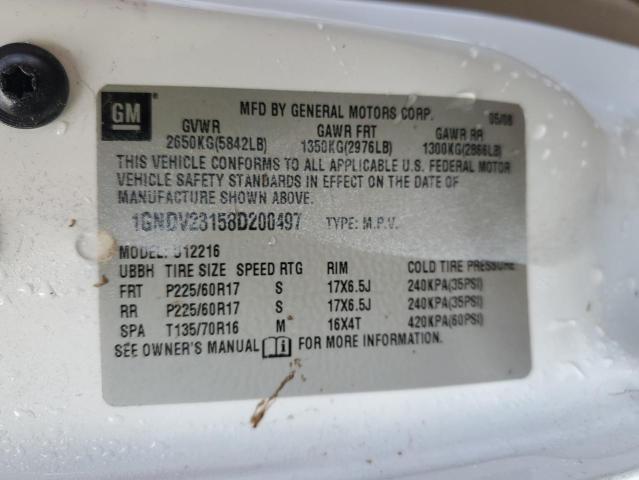 GM
MFD BY GENERAL MOTORS CORP. 05/08
GVWR GAWR FRT GAWR RR
2650KG(5842LB) 1350KG(2976LB) 1300KG(2866LB)
THIS VEHICLE CONFORMS TO ALL APPLICABLE U.S. FEDERAL MOTOR
VEHICLE SAFETY STANDARDS IN EFFECT ON THE DATE OF
MANUFACTURE SHOWN ABOVE.
1GNDV23158D200497 TYPE: M.P.V.
MODEL: U12216
UBBH TIRE SIZE SPEED RTG RIM COLD TIRE PRESSURE
FRT P225/60R17 S 17X6.5J 240KPA(35PSI)
RR P225/60R17 S 17X6.5J 240KPA(35PSI)
SPA T135/70R16 M 16X4T 420KPA(60PSI)
SEE OWNER'S MANUAL FOR MORE INFORMATION.